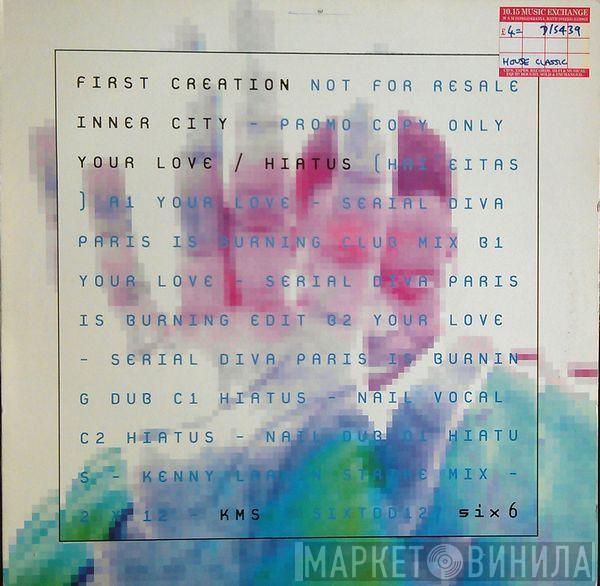 10.15 MUSIC EXCHANGE
£4= D/S439
HOUSE CLASSIC
FIRST CREATION NOT FOR RESALE
INNER CITY - PROMO COPY ONLY
YOUR LOVE / HIATUS (HAI'EITAS
) A1 YOUR LOVE - SERIAL DIVA
PARIS IS BURNING CLUB MIX B1
YOUR LOVE - SERIAL DIVA PARIS
IS BURNING EDIT B2 YOUR LOVE
- SERIAL DIVA PARIS IS BURNIN
G DUB C1 HIATUS - NAIL VOCAL
C2 HIATUS - NAIL DUB D1 HIATU
S - KENNY LARKIN MIX -
2 X 12 - KMS SIXTDD127 six6
МАРКЕТ ВИНИЛА